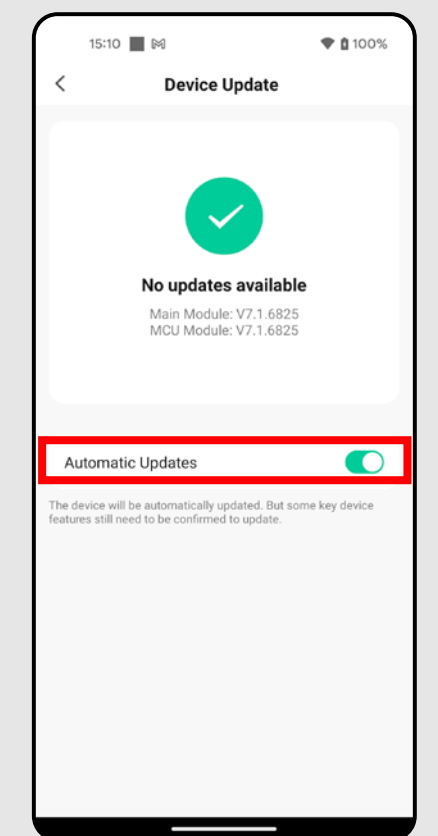 15:10 100%
Device Update
No updates available
Main Module: V7.1.6825
MCU Module: V7.1.6825
Automatic Updates
The device will be automatically updated. But some key device
features still need to be confirmed to update.